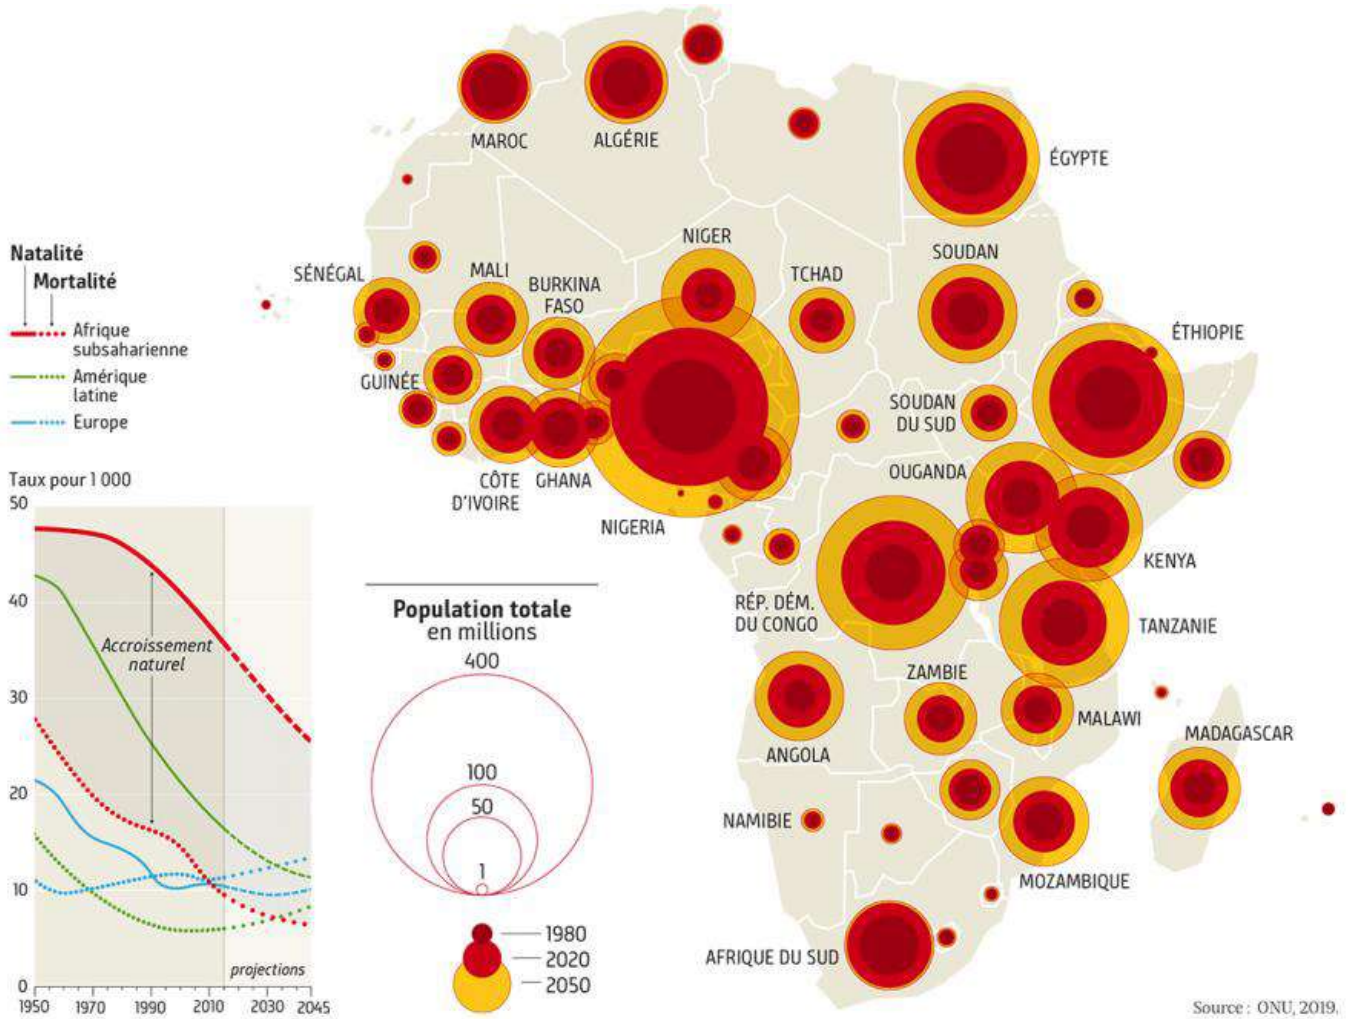 MAROC
ALGÉRIE
ÉGYPTE
NIGER
SOUDAN
Natalité
Mortalité
SÉNÉGAL
MALI
BURKINA
FASO
TCHAD
Afrique
subsaharienne
ÉTHIOPIE
Amérique
latine
GUINÉE
Europe
SOUDAN
DU SUD
OUGANDA
CÔTE
D'IVOIRE
GHANA
NIGERIA
Taux pour 1 000
50
40
30
20
10
0
Accroissement
naturel
projections
1950
1970
1990
2010
2030
2045
Population totale
en millions
400
100
50
1
1980
2020
2050
KENYA
RÉP. DÉM.
DU CONGO
TANZANIE
ZAMBIE
MALAWI
ANGOLA
MADAGASCAR
NAMIBIE
MOZAMBIQUE
AFRIQUE DU SUD
Source : ONU, 2019.